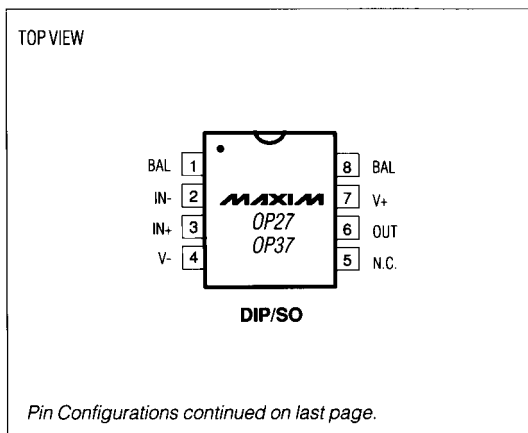 TOP VIEW
BAL 1 8 BAL
IN- 2 MAXIM 7 V+
IN+ 3 OP27 6 OUT
V- 4 OP37 5 N.C.
DIP/SO
Pin Configurations continued on last page.